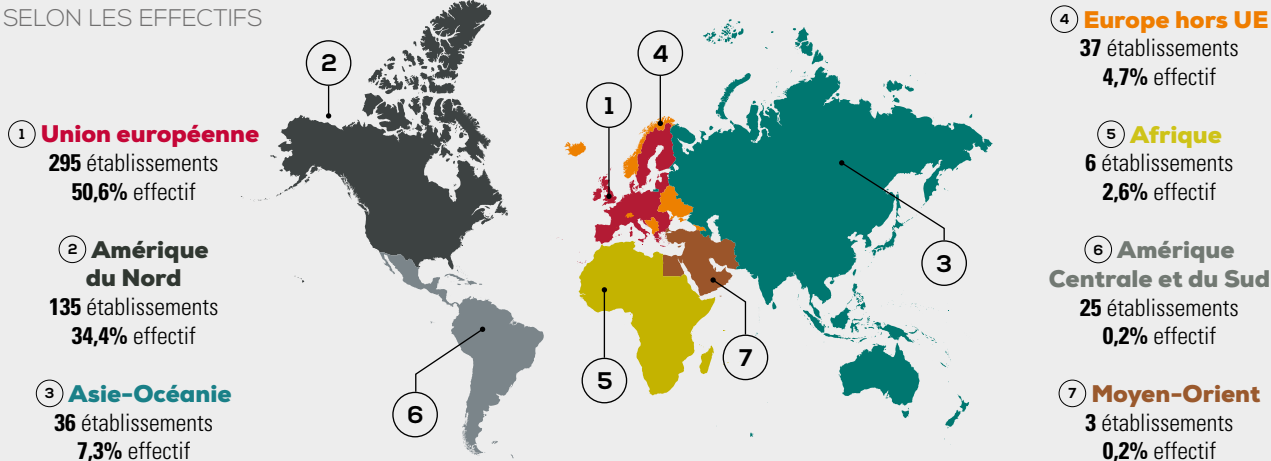 SELON LES EFFECTIFS
1 Union européenne
295 établissements
50,6% effectif
2 Amérique
du Nord
135 établissements
34,4% effectif
3 Asie-Océanie
36 établissements
7,3% effectif
2
1
4
3
5
6
7
4 Europe hors UE
37 établissements
4,7% effectif
5 Afrique
6 établissements
2,6% effectif
6 Amérique
Centrale et du Sud
25 établissements
0,2% effectif
7 Moyen-Orient
3 établissements
0,2% effectif